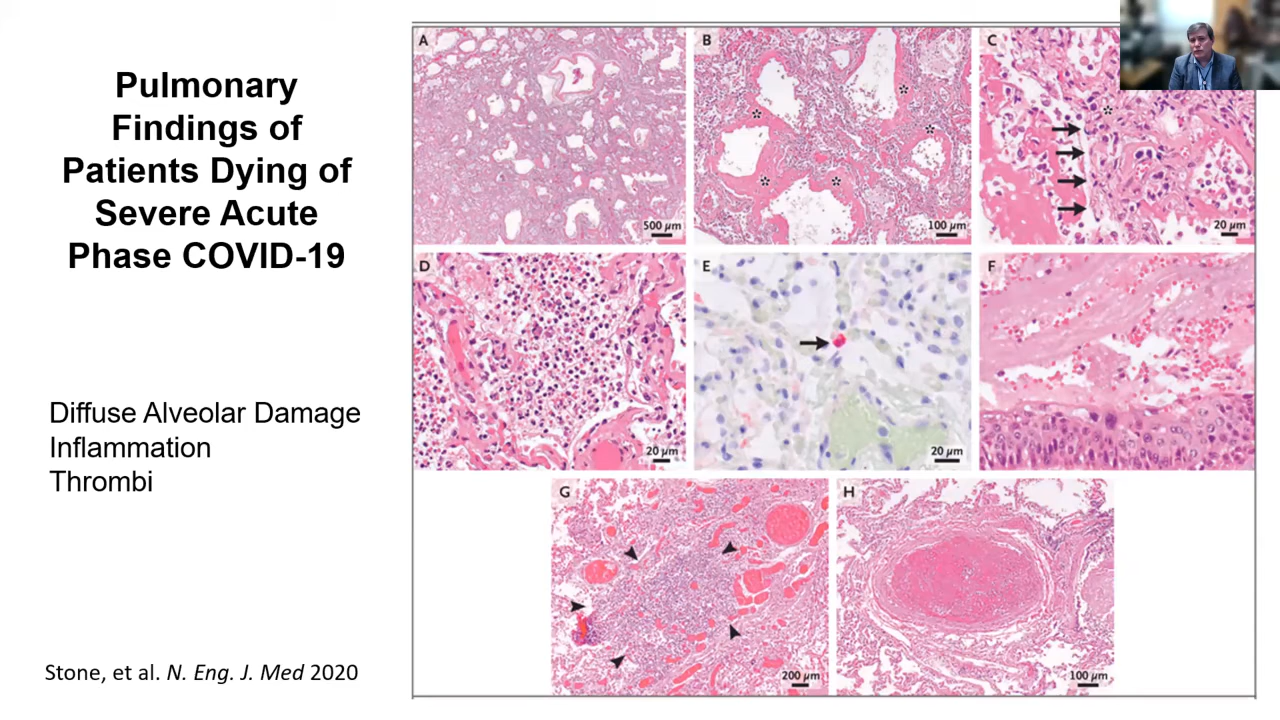 Pulmonary
Findings of
Patients Dying of
Severe Acute
Phase COVID-19
Diffuse Alveolar Damage
Inflammation
Thrombi
Stone, et al. N. Eng. J. Med 2020
A
500 µm
B
*
*
*
*
*
100 µm
C
*
20 µm
D
20 µm
E
20 µm
F
G
200 µm
H
100 µm